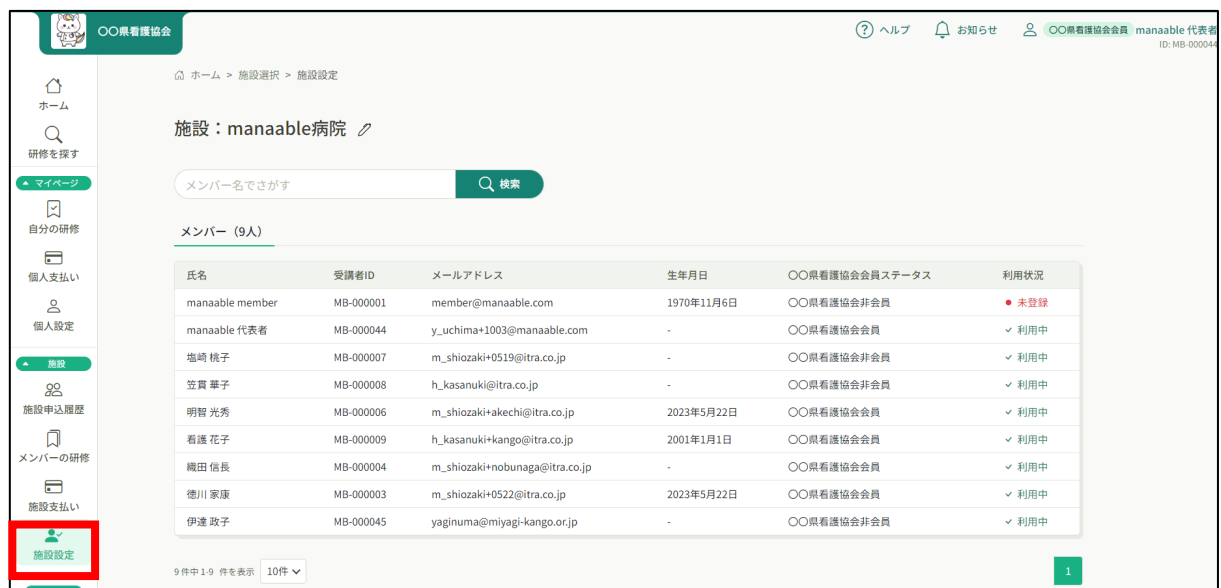 〇〇県看護協会
ヘルプ
お知らせ
〇〇県看護協会会員 manaable 代表者
ID: MB-000044
ホーム > 施設選択 > 施設設定
ホーム
研修を探す
マイページ
自分の研修
個人支払い
個人設定
施設
施設申込履歴
メンバーの研修
施設支払い
施設設定
施設：manaable病院
メンバー名でさがす
検索
メンバー（9人）
氏名 受講者ID メールアドレス 生年月日 〇〇県看護協会会員ステータス 利用状況
manaable member MB-000001 member@manaable.com 1970年11月6日 〇〇県看護協会非会員 未登録
manaable 代表者 MB-000044 y_uchima+1003@manaable.com - 〇〇県看護協会会員 利用中
塩崎 桃子 MB-000007 m_shiozaki+0519@itra.co.jp - 〇〇県看護協会非会員 利用中
笠貫 華子 MB-000008 h_kasanuki@itra.co.jp - 〇〇県看護協会非会員 利用中
明智 光秀 MB-000006 m_shiozaki+akechi@itra.co.jp 2023年5月22日 〇〇県看護協会会員 利用中
看護 花子 MB-000009 h_kasanuki+kango@itra.co.jp 2001年1月1日 〇〇県看護協会会員 利用中
織田 信長 MB-000004 m_shiozaki+nobunaga@itra.co.jp - 〇〇県看護協会会員 利用中
徳川 家康 MB-000003 m_shiozaki+0522@itra.co.jp 2023年5月22日 〇〇県看護協会会員 利用中
伊達 政子 MB-000045 yaginuma@miyagi-kango.or.jp - 〇〇県看護協会非会員 利用中
9件中 1-9 件を表示 10件
1